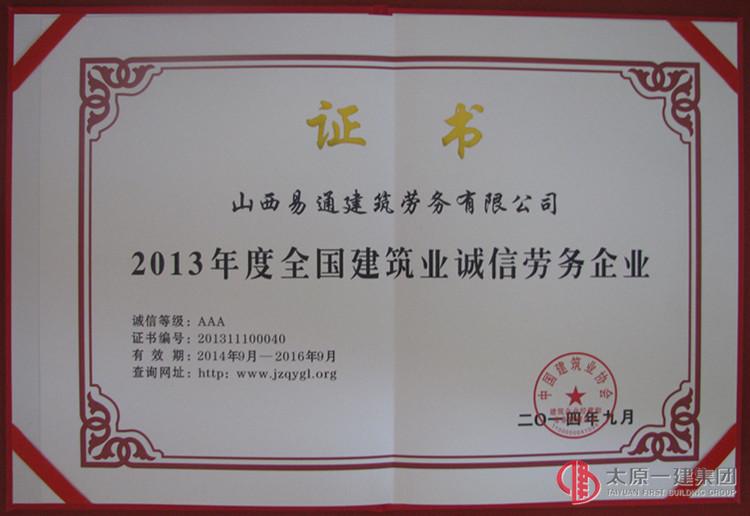 证书
山西易通建筑劳务有限公司
2013年度全国建筑业诚信劳务企业
诚信等级：AAA
证书编号：201311100040
有 效 期：2014年9月—2016年9月
查询网址：http: www.jzqygl.org
中国建筑业协会
二〇一四年九月
太原一建集团
TAIYUAN FIRST BUILDING GROUP